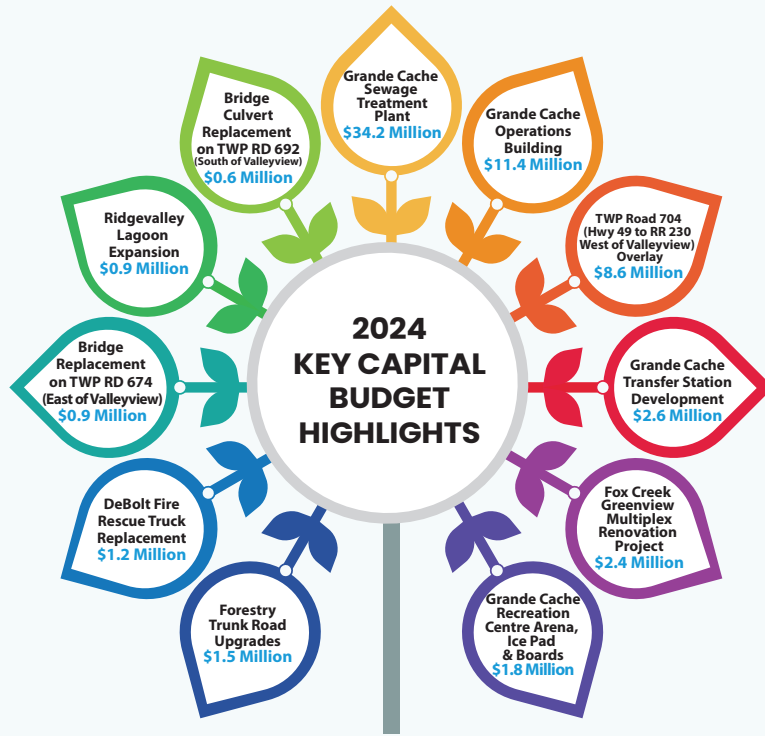 2024
KEY CAPITAL
BUDGET
HIGHLIGHTS
Grande Cache
Sewage
Treatment
Plant
$34.2 Million
Grande Cache
Operations
Building
$11.4 Million
TWP Road 704
(Hwy 49 to RR 230
West of Valleyview)
Overlay
$8.6 Million
Grande Cache
Transfer Station
Development
$2.6 Million
Fox Creek
Greenview
Multiplex
Renovation
Project
$2.4 Million
Grande Cache
Recreation
Centre Arena,
Ice Pad
& Boards
$1.8 Million
Forestry
Trunk Road
Upgrades
$1.5 Million
DeBolt Fire
Rescue Truck
Replacement
$1.2 Million
Bridge
Replacement
on TWP RD 674
(East of Valleyview)
$0.9 Million
Ridgevalley
Lagoon
Expansion
$0.9 Million
Bridge
Culvert
Replacement
on TWP RD 692
(South of Valleyview)
$0.6 Million